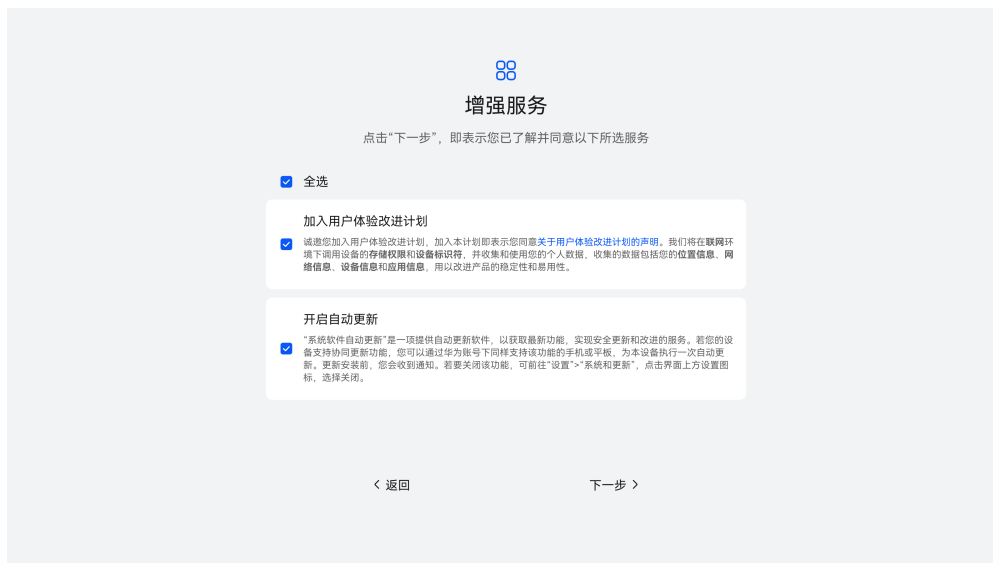 增强服务
点击“下一步”，即表示您已了解并同意以下所选服务
全选
加入用户体验改进计划
诚邀您加入用户体验改进计划，加入本计划即表示您同意关于用户体验改进计划的声明。我们将在联网环
境下调用设备的存储权限和设备标识符，并收集和使用您的个人数据，收集的数据包括您的位置信息、网
络信息、设备信息和应用信息，用以改进产品的稳定性和易用性。
开启自动更新
“系统软件自动更新”是一项提供自动更新软件，以获取最新功能，实现安全更新和改进的服务。若您的设
备支持协同更新功能，您可以通过华为账号下同样支持该功能的手机或平板，为本设备执行一次自动更
新。更新安装前，您会收到通知。若要关闭该功能，可前往“设置”>“系统和更新”，点击界面上方设置图
标，选择关闭。
返回
下一步